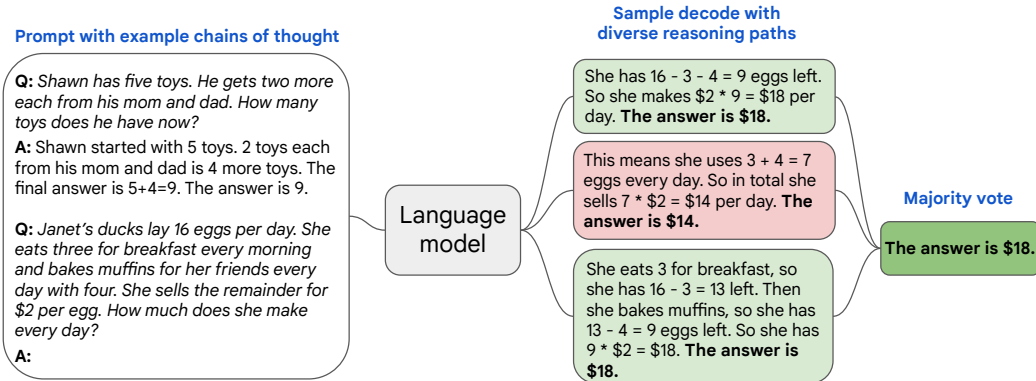 Prompt with example chains of thought
Q: Shawn has five toys. He gets two more
each from his mom and dad. How many
toys does he have now?
A: Shawn started with 5 toys. 2 toys each
from his mom and dad is 4 more toys. The
final answer is 5+4=9. The answer is 9.
Q: Janet's ducks lay 16 eggs per day. She
eats three for breakfast every morning
and bakes muffins for her friends every
day with four. She sells the remainder for
$2 per egg. How much does she make
every day?
A:
Language
model
Sample decode with
diverse reasoning paths
She has 16 - 3 - 4 = 9 eggs left.
So she makes $2 * 9 = $18 per
day. The answer is $18.
This means she uses 3 + 4 = 7
eggs every day. So in total she
sells 7 * $2 = $14 per day. The
answer is $14.
She eats 3 for breakfast, so
she has 16 - 3 = 13 left. Then
she bakes muffins, so she has
13 - 4 = 9 eggs left. So she has
9 * $2 = $18. The answer is
$18.
Majority vote
The answer is $18.